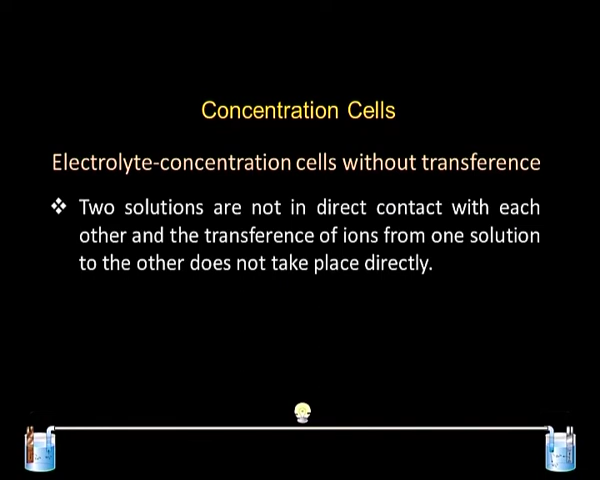 Concentration Cells
Electrolyte-concentration cells without transference
❖ Two solutions are not in direct contact with each
other and the transference of ions from one solution
to the other does not take place directly.